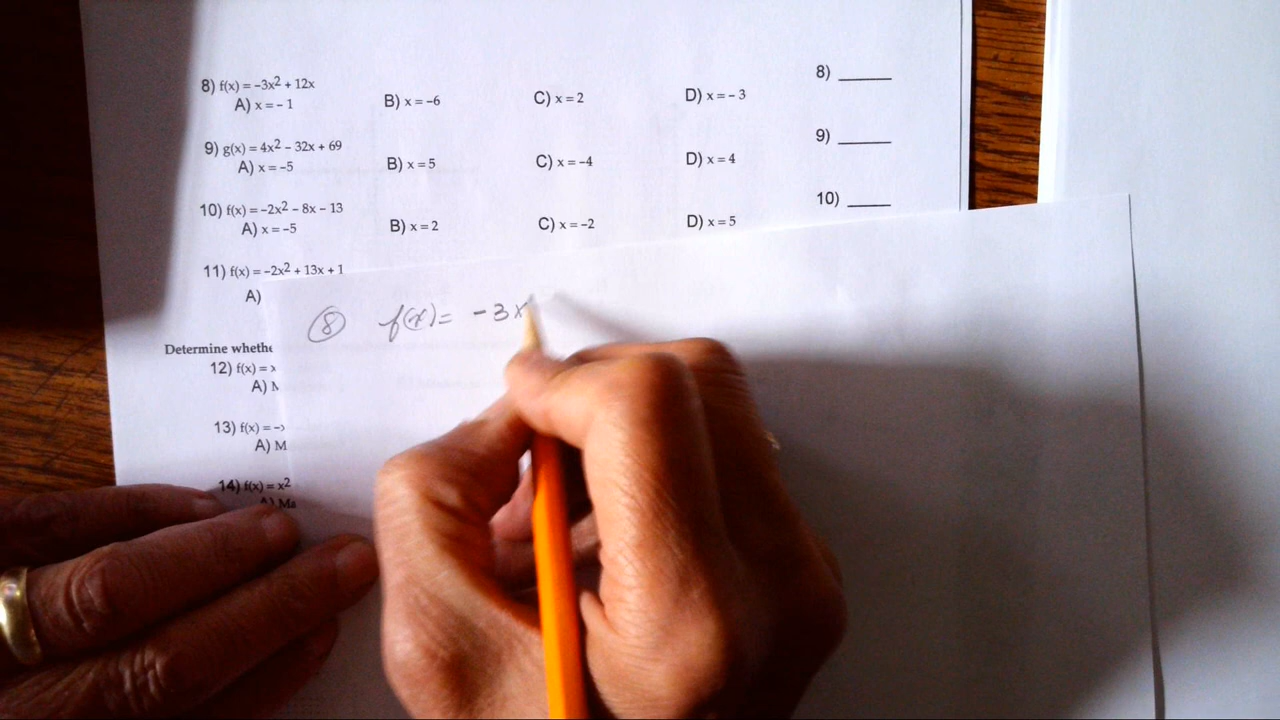 8) f(x) = -3x² + 12x
A) x = - 1 B) x = -6 C) x = 2 D) x = - 3 8) ______
9) g(x) = 4x² - 32x + 69
A) x = -5 B) x = 5 C) x = -4 D) x = 4 9) ______
10) f(x) = -2x² - 8x - 13
A) x = -5 B) x = 2 C) x = -2 D) x = 5 10) ______
11) f(x) = -2x² + 13x + 1
A)
⑧ f(x) = -3x
Determine
12) f(x) = x
A)
13) f(x) = -x
A) M
14) f(x) = x²
A) Ma